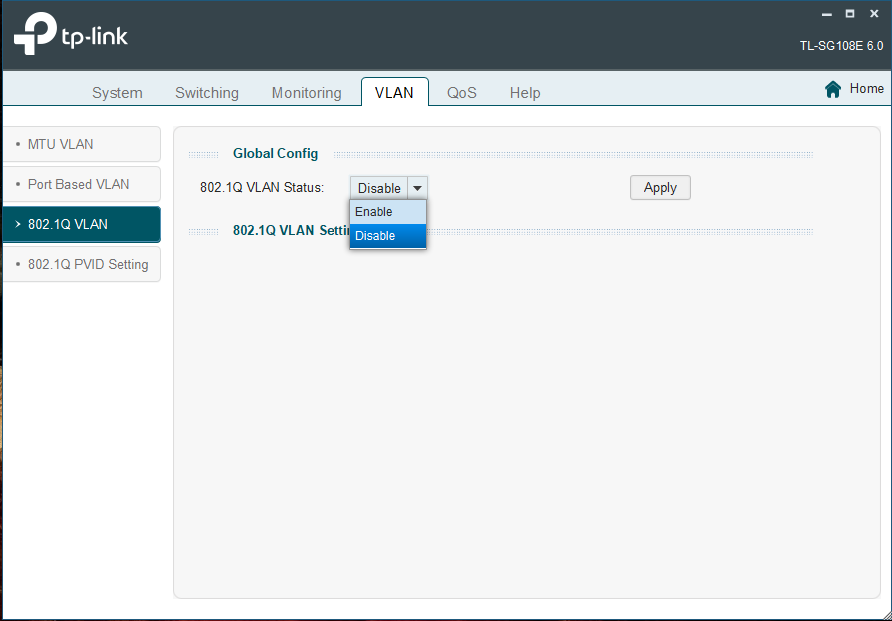 tp-link
TL-SG108E 6.0
System Switching Monitoring VLAN QoS Help Home
MTU VLAN
Port Based VLAN
802.1Q VLAN
802.1Q PVID Setting
Global Config
802.1Q VLAN Status: Disable Apply
Enable
Disable
802.1Q VLAN Setti